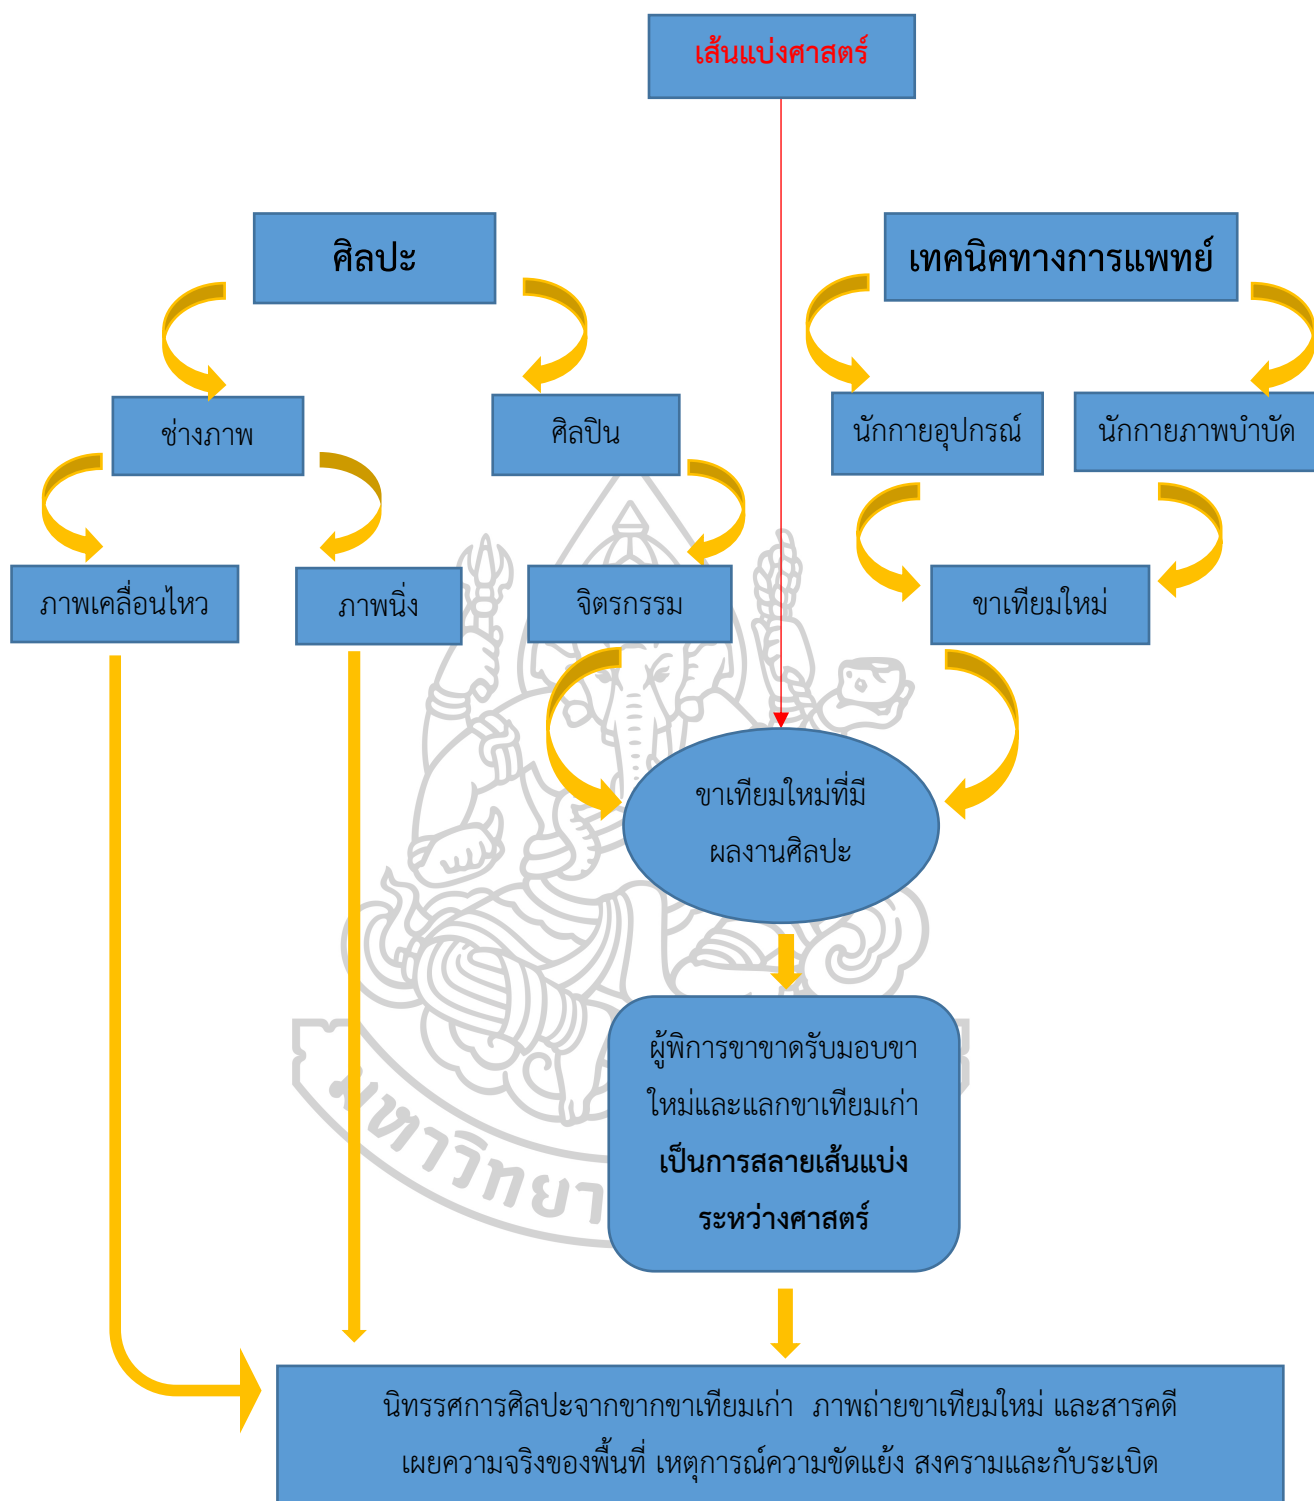 เส้นแบ่งศาสตร์
ศิลปะ
เทคนิคทางการแพทย์
ช่างภาพ
ศิลปิน
นักกายอุปกรณ์
นักกายภาพบำบัด
ภาพเคลื่อนไหว
ภาพนิ่ง
จิตรกรรม
ขาเทียมใหม่
ขาเทียมใหม่ที่มี
ผลงานศิลปะ
ผู้พิการขาขาดรับมอบขา
ใหม่และแลกขาเทียมเก่า
เป็นการสลายเส้นแบ่ง
ระหว่างศาสตร์
มหาวิทยา
นิทรรศการศิลปะจากขากขาเทียมเก่า ภาพถ่ายขาเทียมใหม่ และสารคดี
เผยความจริงของพื้นที่ เหตุการณ์ความขัดแย้ง สงครามและกับระเบิด